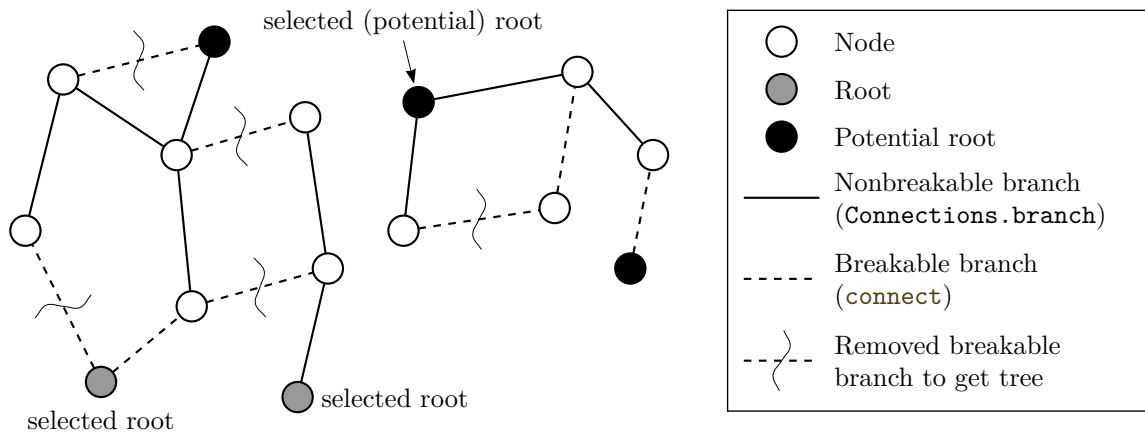 selected (potential) root
selected root
selected root
Node
Root
Potential root
Nonbreakable branch
(Connections.branch)
Breakable branch
(connect)
Removed breakable
branch to get tree